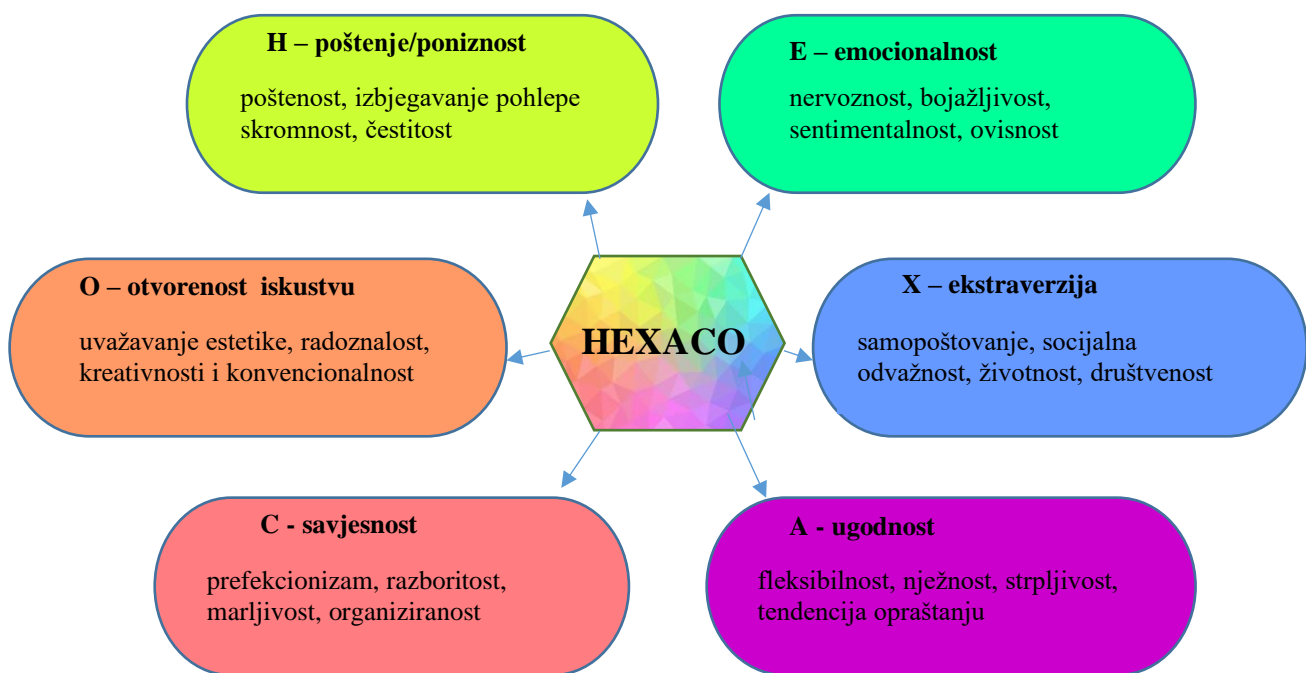 H – poštenje/poniznost
poštenost, izbjegavanje pohlepe
skromnost, čestitost
E – emocionalnost
nervoznost, bojažljivost,
sentimentalnost, ovisnost
O – otvorenost iskustvu
uvažavanje estetike, radoznalost,
kreativnosti i konvencionalnost
HEXACO
X – ekstraverzija
samopoštovanje, socijalna
odvažnost, životnost, društvenost
C - savjesnost
prefekcionizam, razboritost,
marljivost, organiziranost
A - ugodnost
fleksibilnost, nježnost, strpljivost,
tendencija opraštanju